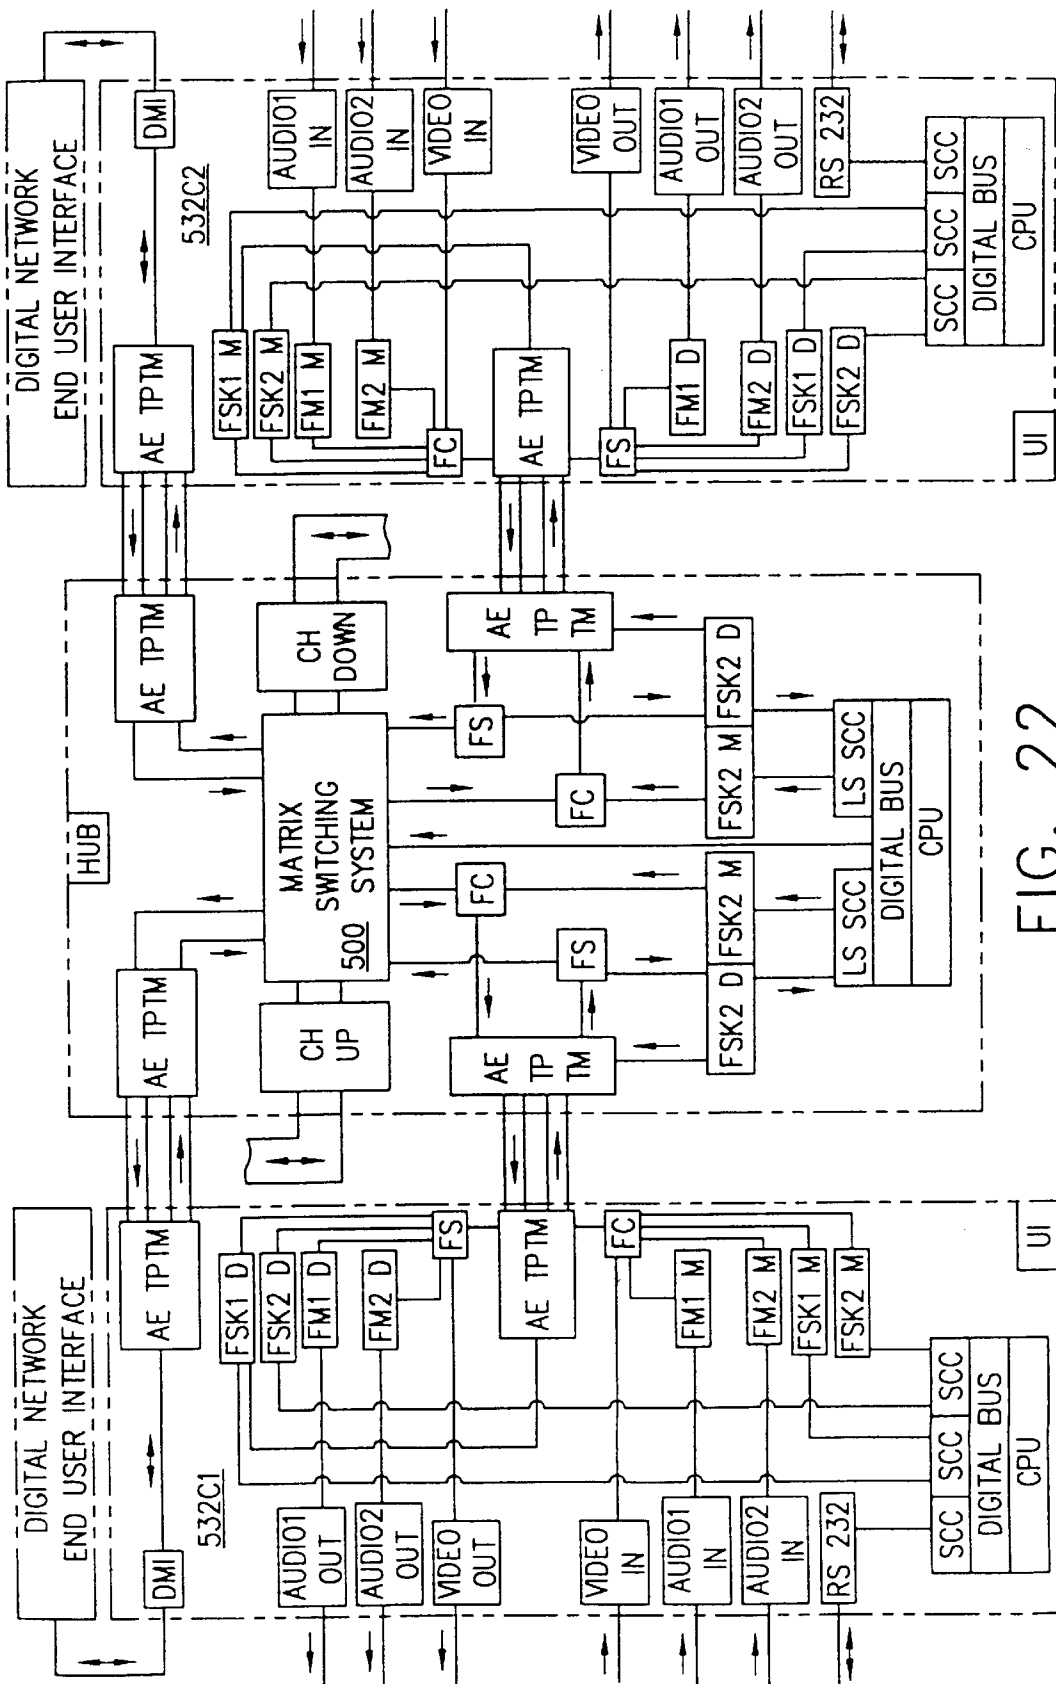 DIGITAL NETWORK
END USER INTERFACE
DMI
532C1
AE TPTM
FSK1 D
FSK2 D
FM1 D
FM2 D
FS
AUDIO1
OUT
AUDIO2
OUT
VIDEO
OUT
AE TPTM
FC
VIDEO
IN
AUDIO1
IN
AUDIO2
IN
RS 232
FM1 M
FM2 M
FSK1 M
FSK2 M
SCC
SCC
SCC
DIGITAL BUS
CPU
UI
HUB
AE TPTM
AE TPTM
CH
UP
MATRIX
SWITCHING
SYSTEM
500
CH
DOWN
AE
TP
TM
FC
FS
FS
FC
AE
TP
TM
FSK2 D
FSK2 M
FSK2 M
FSK2 D
LS SCC
LS SCC
DIGITAL BUS
CPU
DIGITAL NETWORK
END USER INTERFACE
DMI
532C2
AE TPTM
FSK1 M
FSK2 M
FM1 M
FM2 M
FC
AUDIO1
IN
AUDIO2
IN
VIDEO
IN
AE TPTM
FS
VIDEO
OUT
AUDIO1
OUT
AUDIO2
OUT
RS 232
FM1 D
FM2 D
FSK1 D
FSK2 D
SCC
SCC
SCC
DIGITAL BUS
CPU
UI
FIG. 22